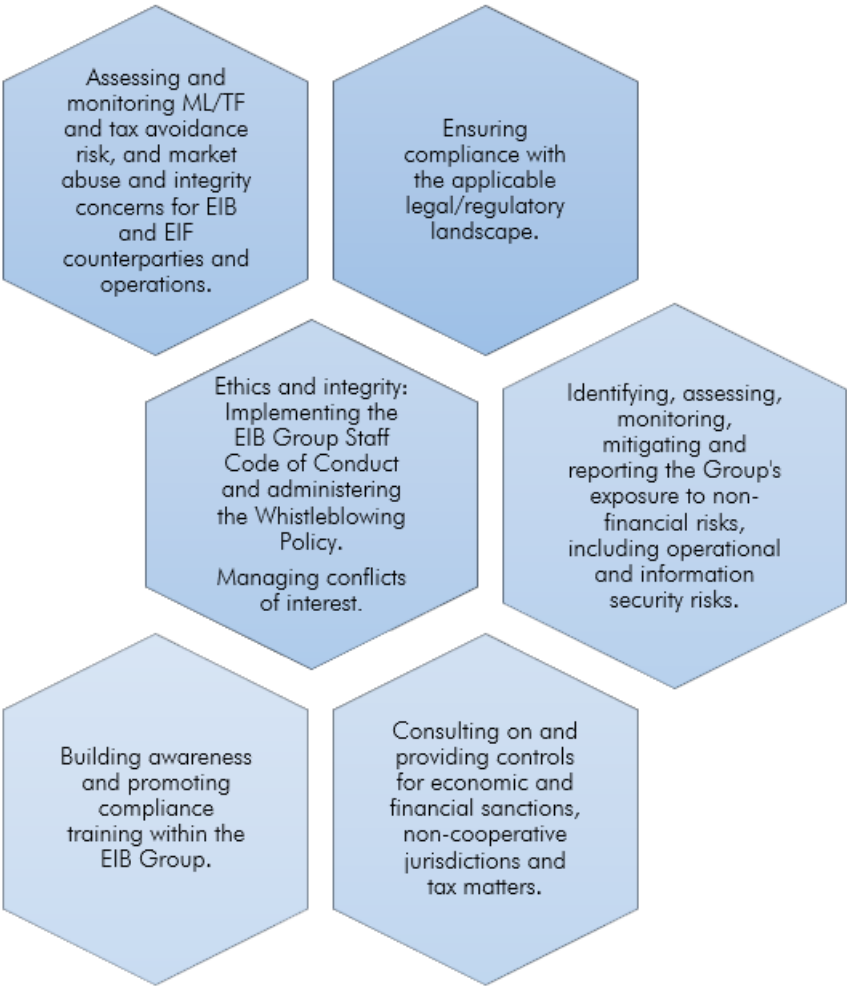 Assessing and
monitoring ML/TF
and tax avoidance
risk, and market
abuse and integrity
concerns for EIB
and EIF
counterparties and
operations.
Ensuring
compliance with
the applicable
legal/regulatory
landscape.
Ethics and integrity:
Implementing the
EIB Group Staff
Code of Conduct
and administering
the Whistleblowing
Policy.
Managing conflicts
of interest.
Identifying, assessing,
monitoring,
mitigating and
reporting the Group's
exposure to non-
financial risks,
including operational
and information
security risks.
Building awareness
and promoting
compliance
training within the
EIB Group.
Consulting on and
providing controls
for economic and
financial sanctions,
non-cooperative
jurisdictions and
tax matters.